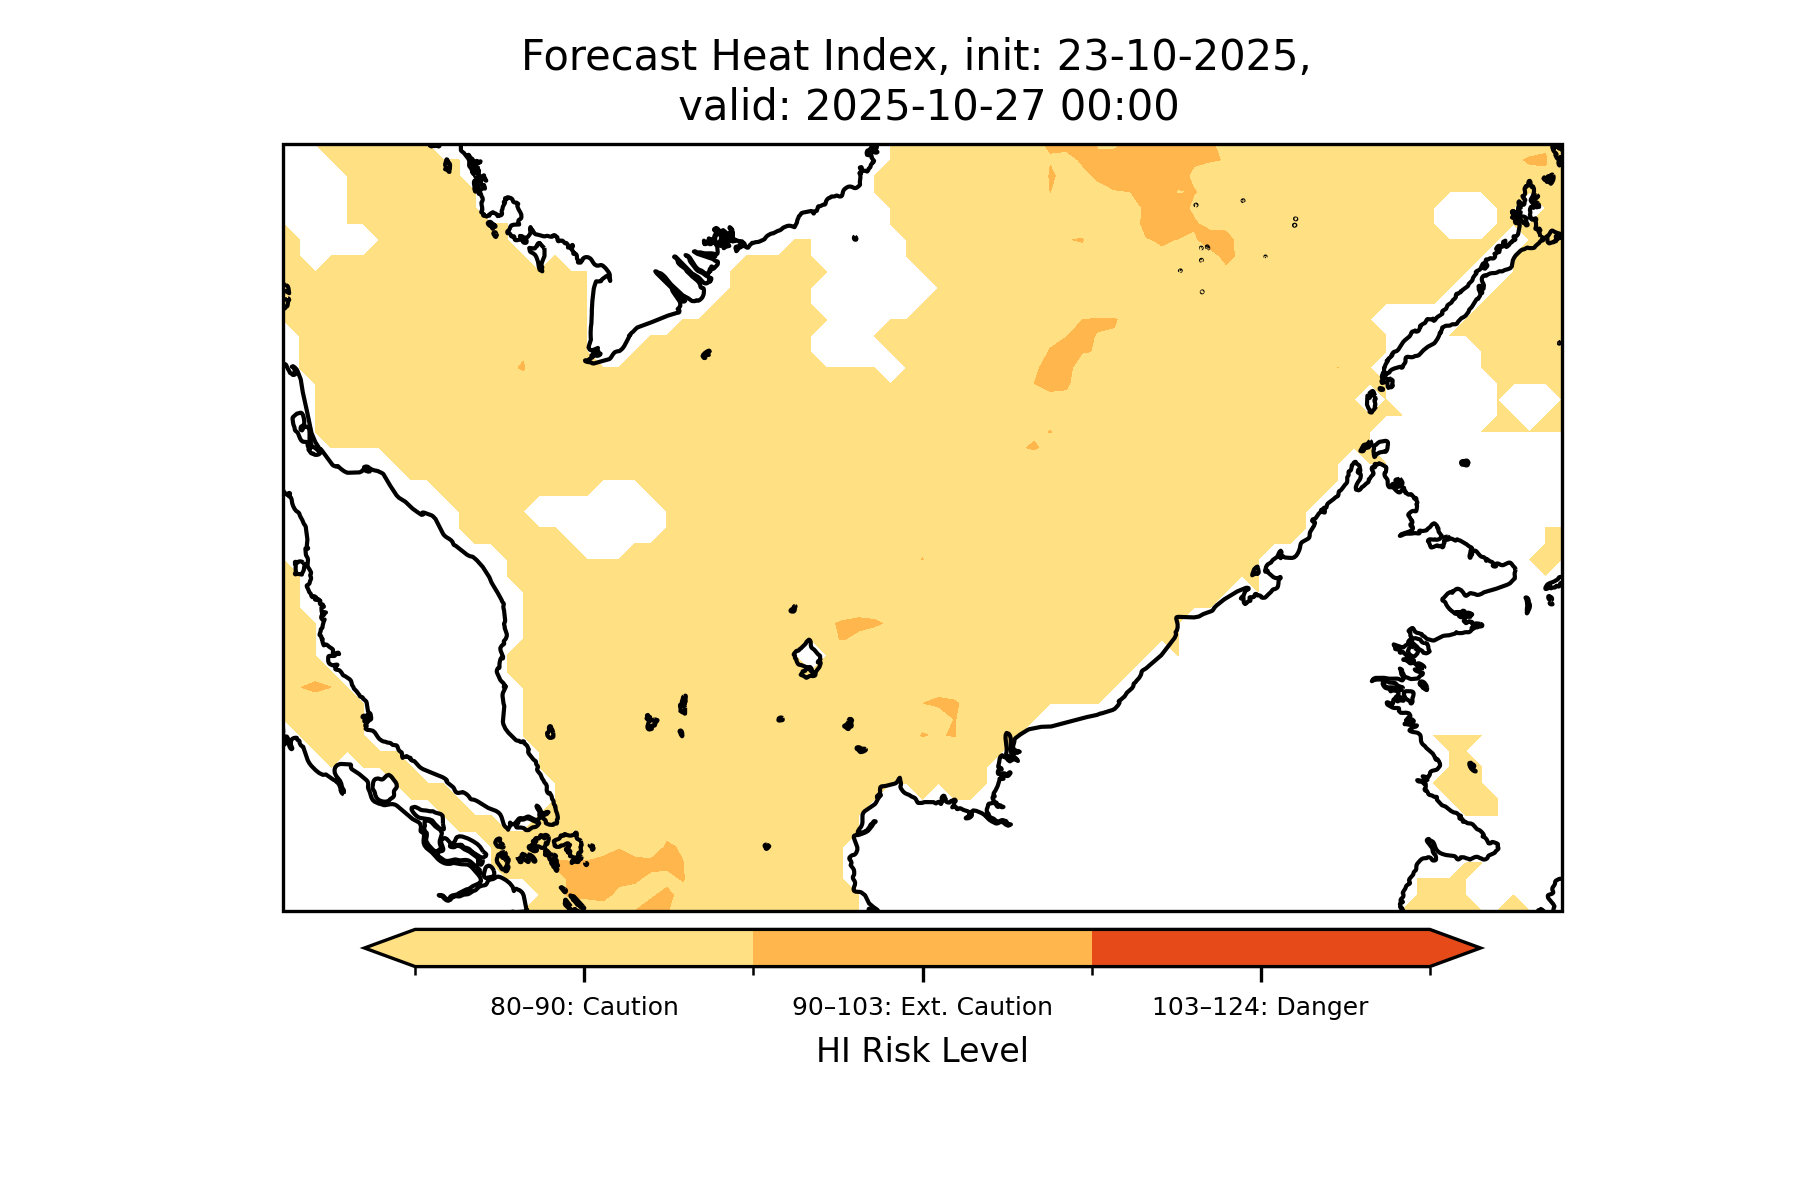 Forecast Heat Index, init: 23-10-2025,
valid: 2025-10-27 00:00
80–90: Caution
90–103: Ext. Caution
103–124: Danger
HI Risk Level